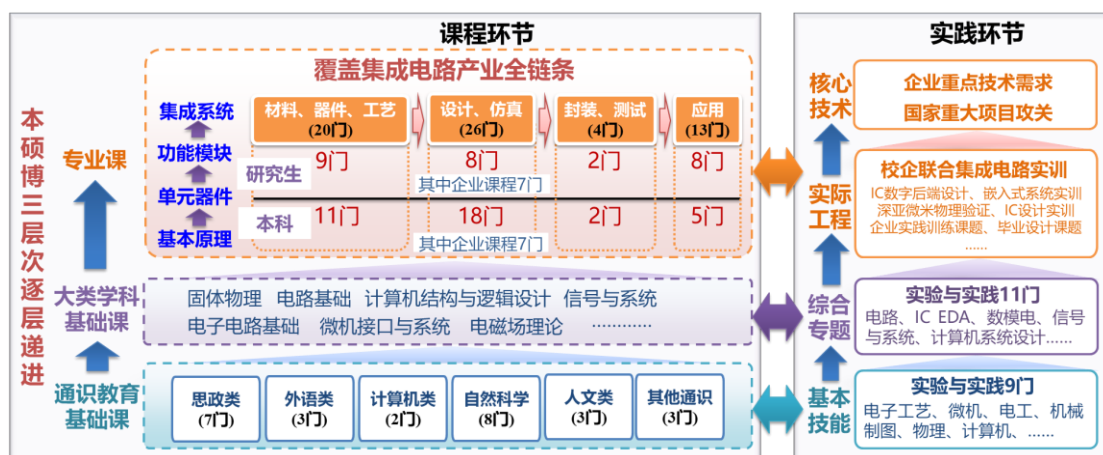 课程环节
本硕博三层次逐层递进
专业课
大类学科
基础课
通识教育
基础课
覆盖集成电路产业全链条
集成系统
功能模块
单元器件
基本原理
材料、器件、工艺
(20门)
设计、仿真
(26门)
封装、测试
(4门)
应用
(13门)
研究生
9门
8门
2门
8门
其中企业课程7门
本科
11门
18门
2门
5门
其中企业课程7门
固体物理 电路基础 计算机结构与逻辑设计 信号与系统
电子电路基础 微机接口与系统 电磁场理论 …………
思政类
(7门)
外语类
(3门)
计算机类
(2门)
自然科学
(8门)
人文类
(3门)
其他通识
(3门)
实践环节
核心
技术
实际
工程
综合
专题
基本
技能
企业重点技术需求
国家重大项目攻关
校企联合集成电路实训
IC数字后端设计、嵌入式系统实训
深亚微米物理验证、IC设计实训
企业实践训练课题、毕业设计课题
……
实验与实践11门
电路、IC EDA、数模电、信号
与系统、计算机系统设计……
实验与实践9门
电子工艺、微机、电工、机械
制图、物理、计算机、……